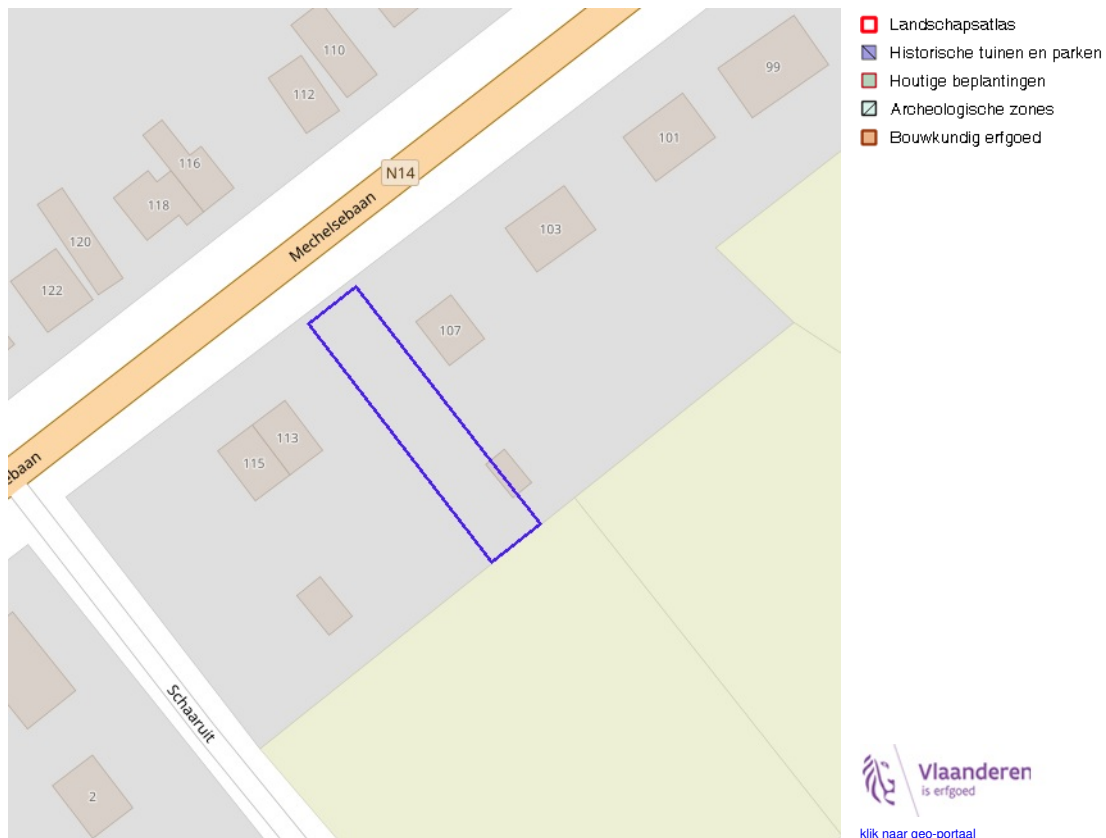 110
112
116
118
120
122
N14
Mechelsebaan
99
101
103
107
113
115
ebaan
Schaaruit
2
Landschapsatlas
Historische tuinen en parken
Houtige beplantingen
Archeologische zones
Bouwkundig erfgoed
Vlaanderen
is erfgoed
klik naar geo-portaal